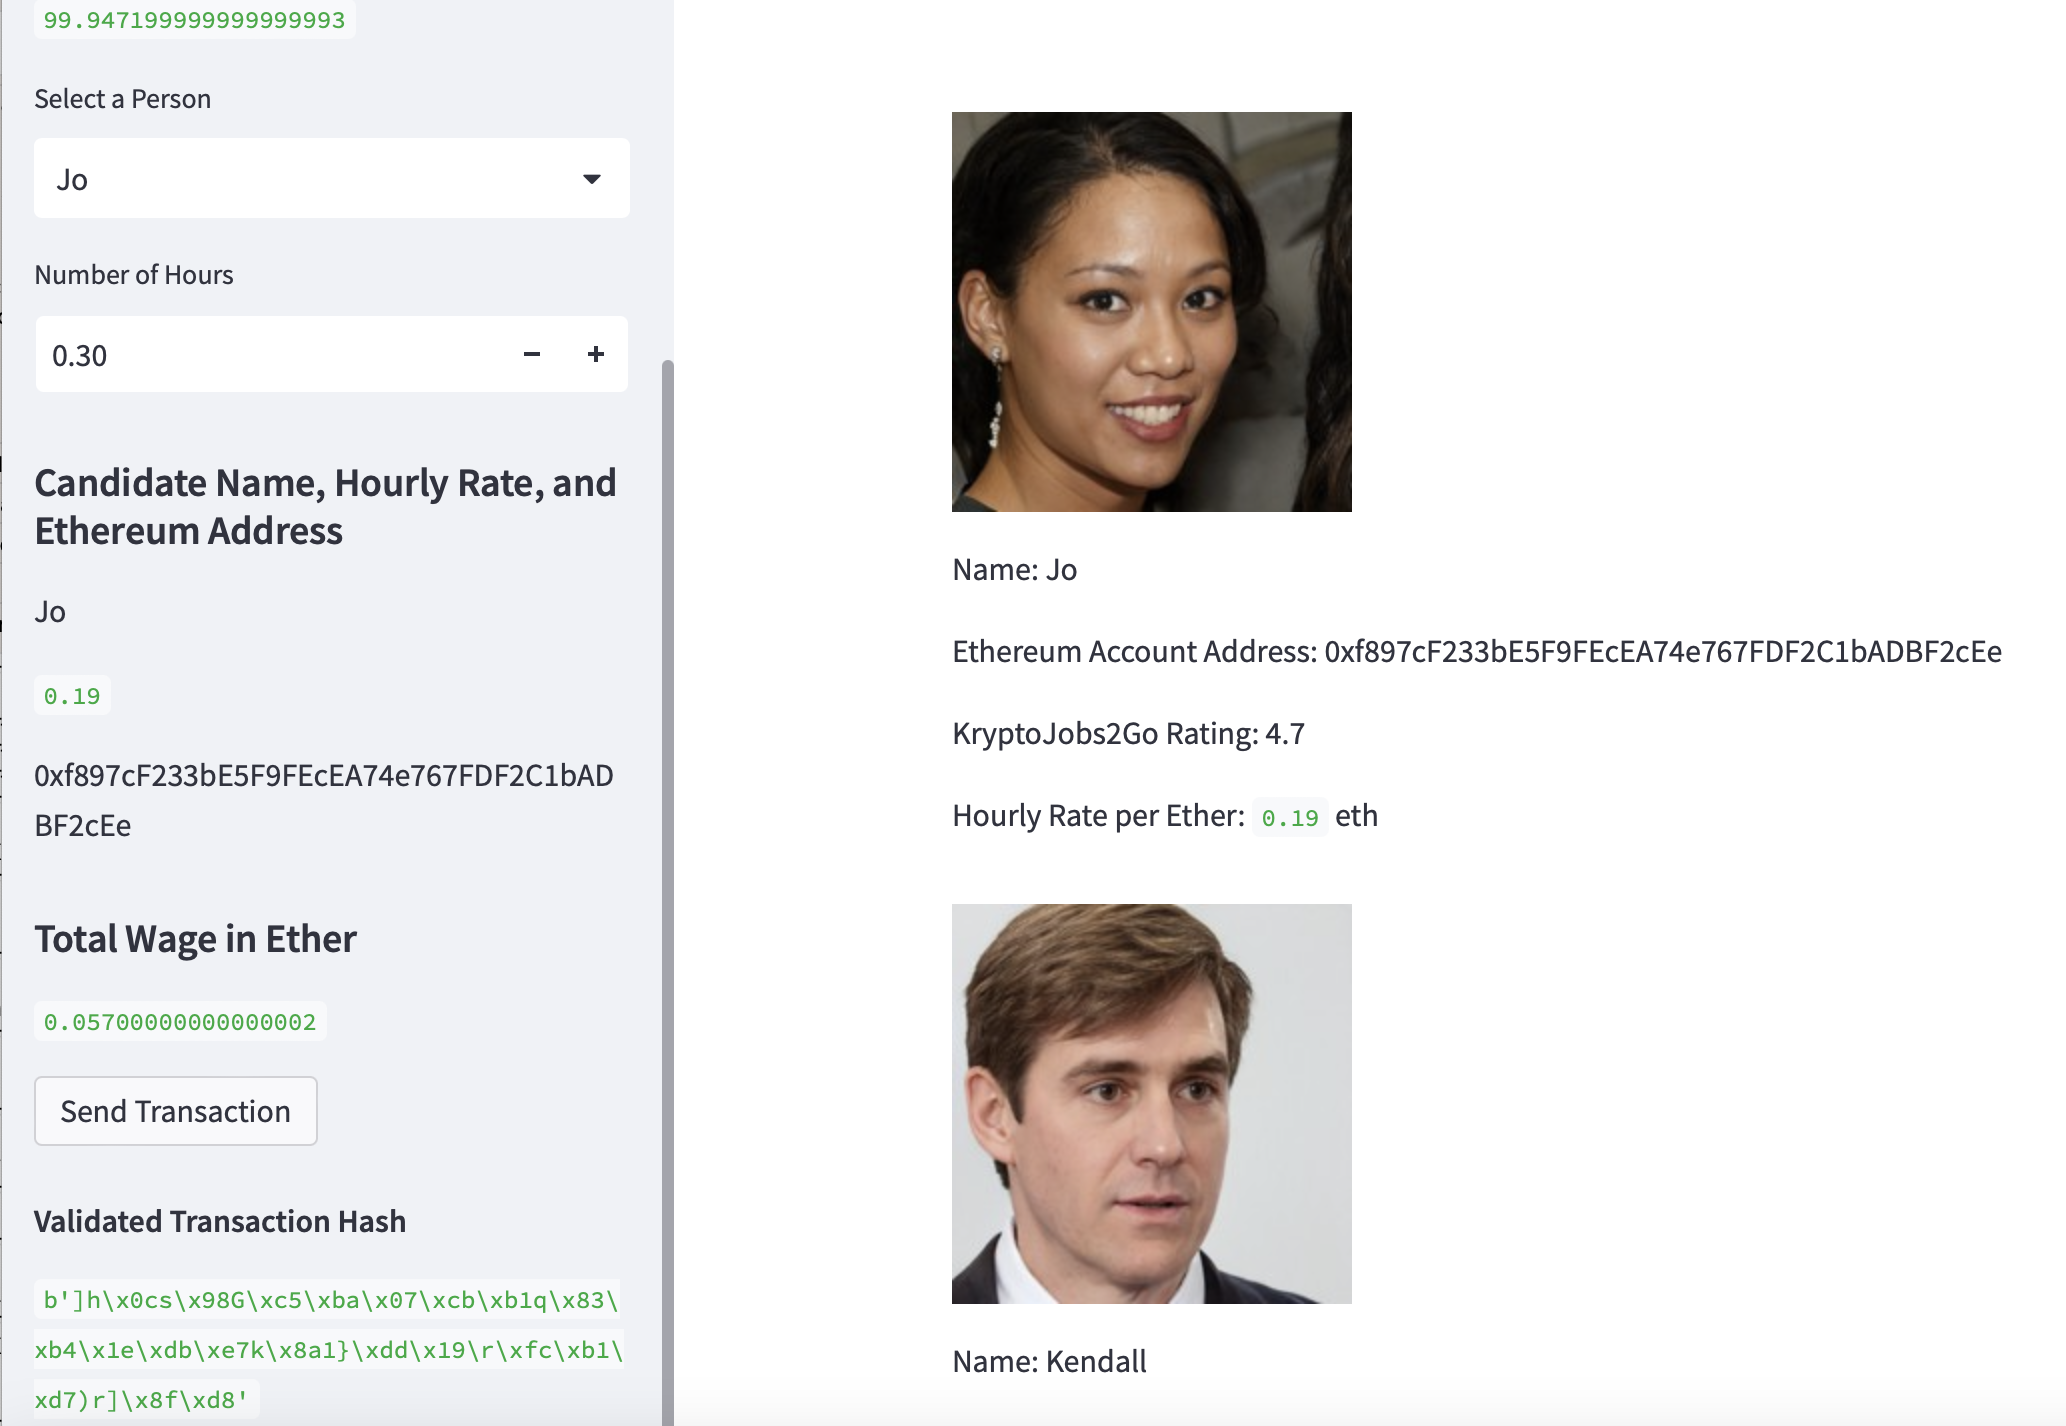 99.947199999999999993
Select a Person
Jo
Number of Hours
0.30
Candidate Name, Hourly Rate, and
Ethereum Address
Jo
0.19
0xf897cF233bE5F9FEcEA74e767FDF2C1bAD
BF2cEe
Total Wage in Ether
0.05700000000000002
Send Transaction
Validated Transaction Hash
b']h\x0cs\x98G\xc5\xba\x07\xcb\xb1q\x83\
xb4\x1e\xdb\xe7k\x8a1}\xdd\x19\r\xfc\xb1\
xd7)r]\x8f\xd8'
Name: Jo
Ethereum Account Address: 0xf897cF233bE5F9FEcEA74e767FDF2C1bADBF2cEe
KryptoJobs2Go Rating: 4.7
Hourly Rate per Ether: 0.19 eth
Name: Kendall